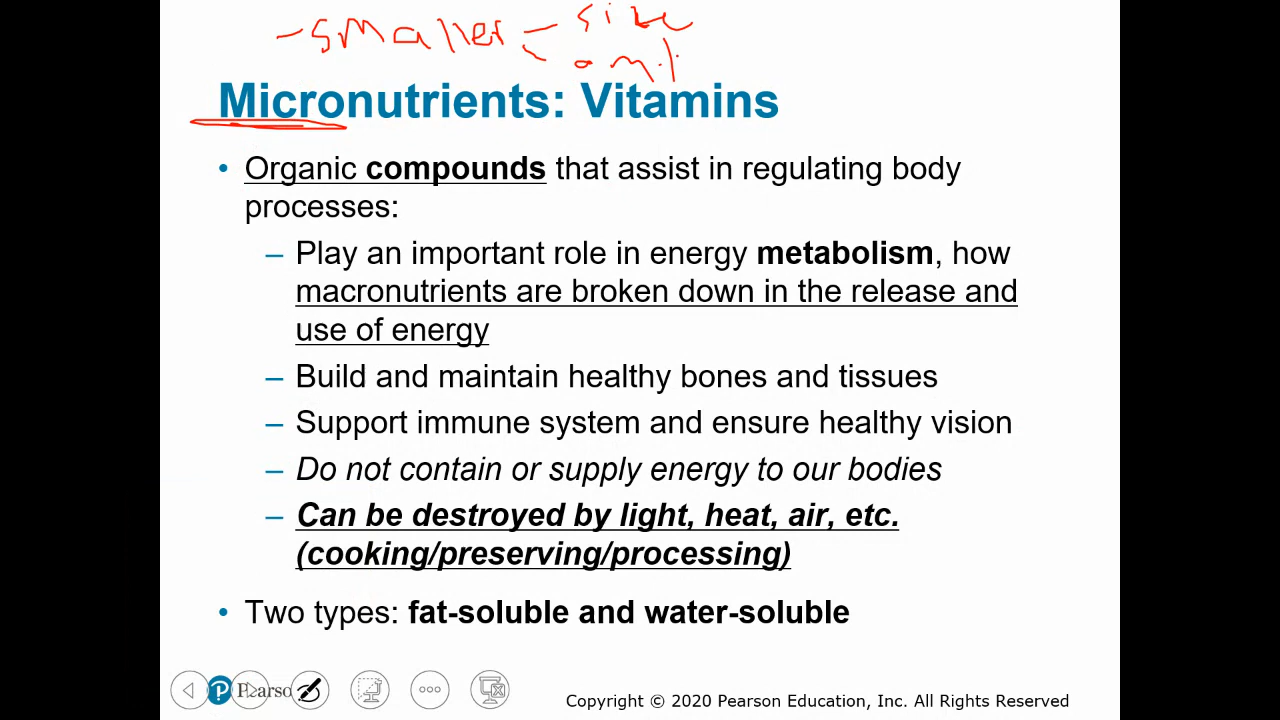 -smaller - size
- amt
Micronutrients: Vitamins
• Organic compounds that assist in regulating body
processes:
– Play an important role in energy metabolism, how
macronutrients are broken down in the release and
use of energy
– Build and maintain healthy bones and tissues
– Support immune system and ensure healthy vision
– Do not contain or supply energy to our bodies
– Can be destroyed by light, heat, air, etc.
(cooking/preserving/processing)
• Two types: fat-soluble and water-soluble
P Pearson
Copyright © 2020 Pearson Education, Inc. All Rights Reserved